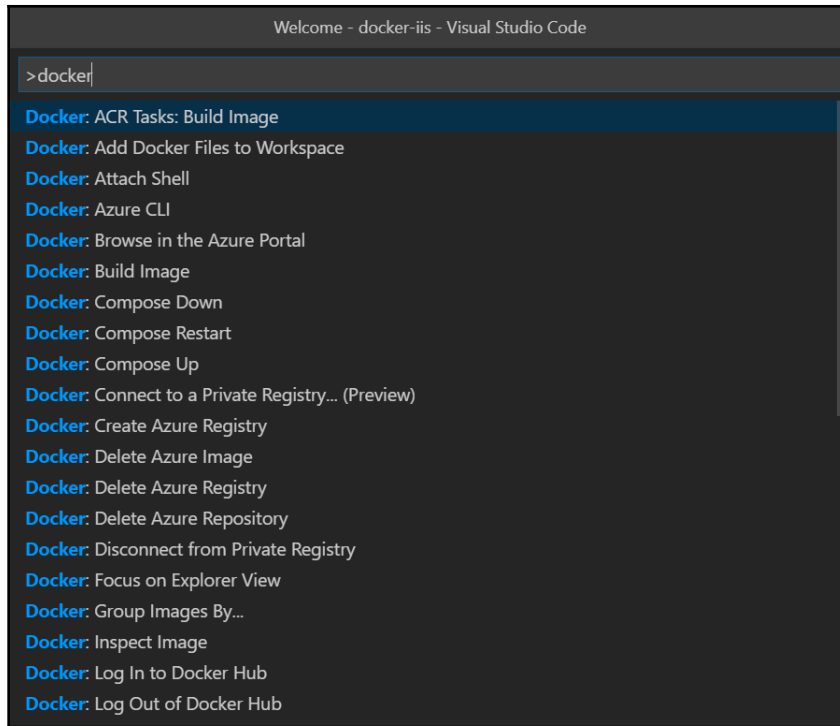 Welcome - docker-iis - Visual Studio Code
>docker
Docker: ACR Tasks: Build Image
Docker: Add Docker Files to Workspace
Docker: Attach Shell
Docker: Azure CLI
Docker: Browse in the Azure Portal
Docker: Build Image
Docker: Compose Down
Docker: Compose Restart
Docker: Compose Up
Docker: Connect to a Private Registry... (Preview)
Docker: Create Azure Registry
Docker: Delete Azure Image
Docker: Delete Azure Registry
Docker: Delete Azure Repository
Docker: Disconnect from Private Registry
Docker: Focus on Explorer View
Docker: Group Images By...
Docker: Inspect Image
Docker: Log In to Docker Hub
Docker: Log Out of Docker Hub